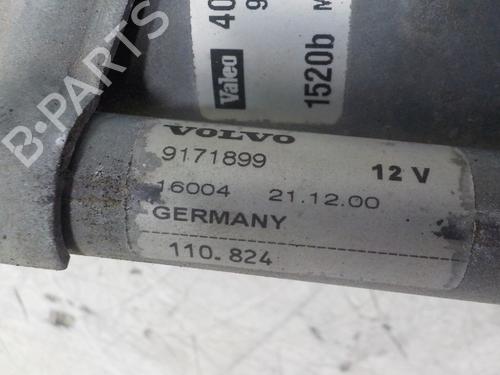 Valeo
40
1520b M
VOLVO
9171899
12 V
16004 21.12.00
GERMANY
110.824
B-PARTS